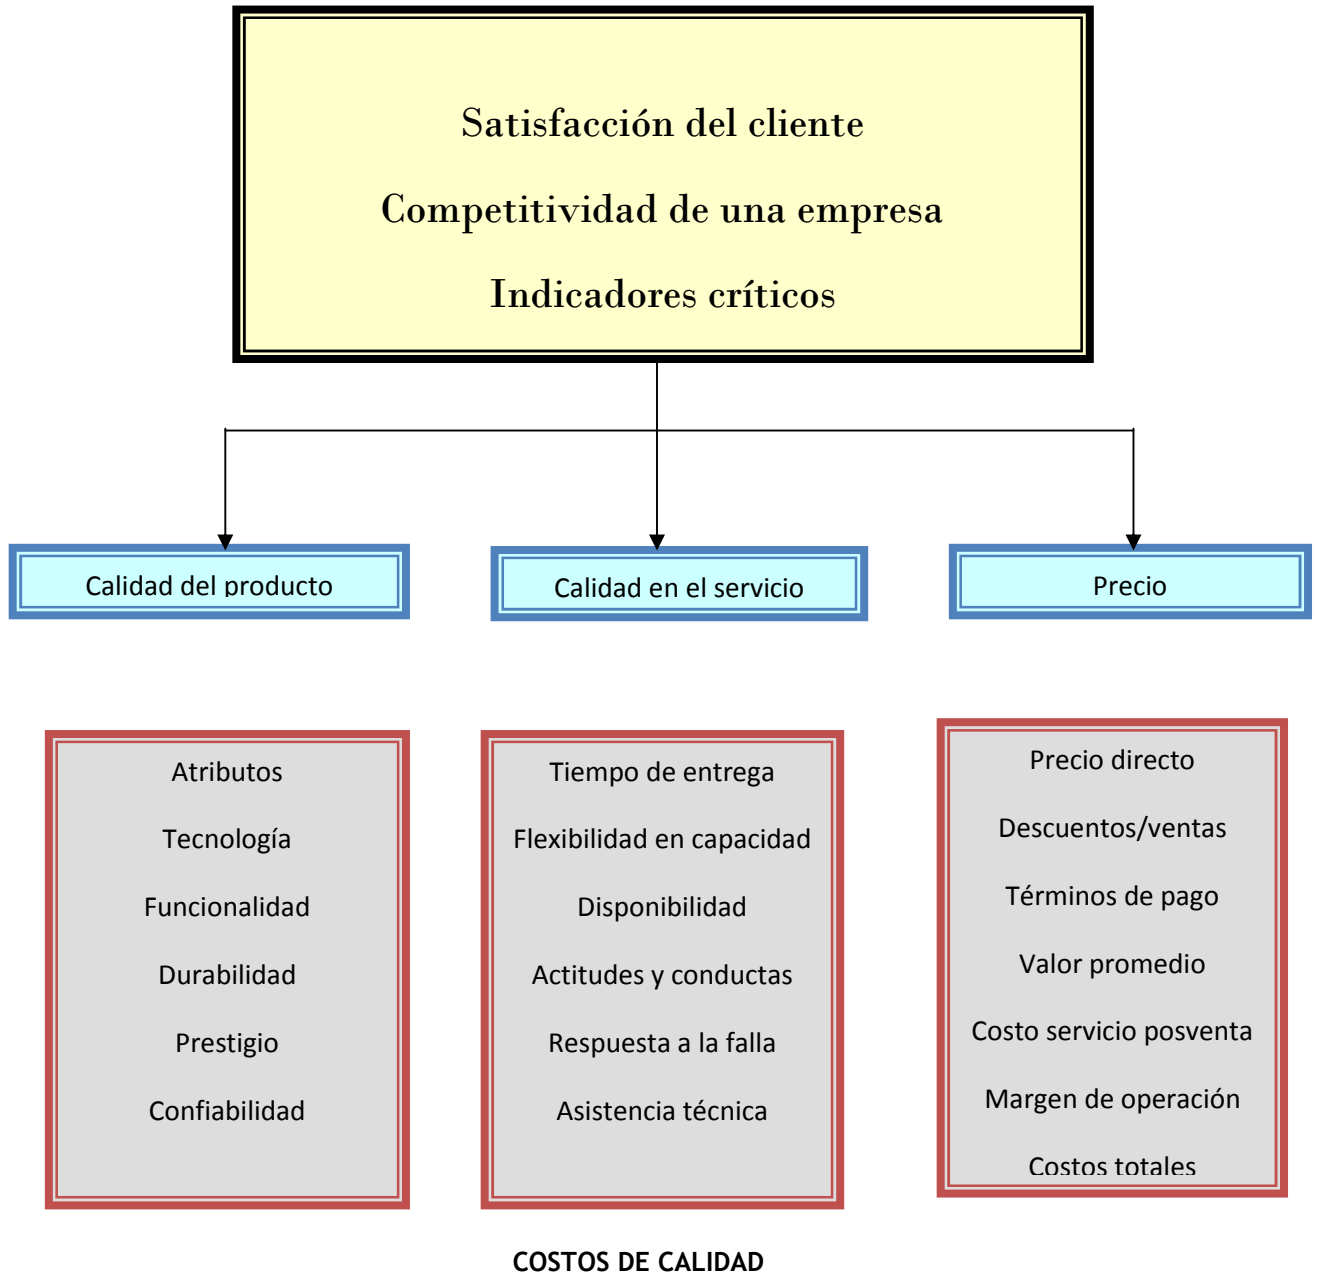 Satisfacción del cliente
Competitividad de una empresa
Indicadores críticos
Calidad del producto
Calidad en el servicio
Precio
Atributos
Tecnología
Funcionalidad
Durabilidad
Prestigio
Confiabilidad
Tiempo de entrega
Flexibilidad en capacidad
Disponibilidad
Actitudes y conductas
Respuesta a la falla
Asistencia técnica
Precio directo
Descuentos/ventas
Términos de pago
Valor promedio
Costo servicio posventa
Margen de operación
Costos totales
COSTOS DE CALIDAD